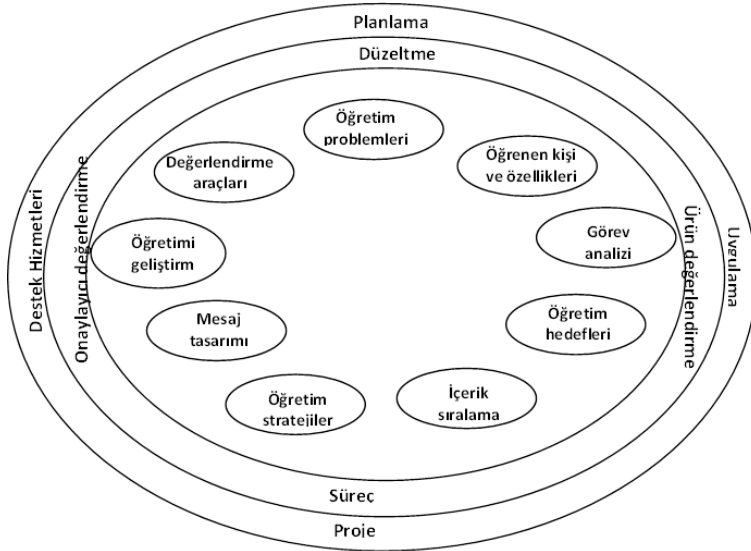 Planlama
Düzeltme
Öğretim
problemleri
Değerlendirme
araçları
Öğrenen kişi
ve özellikleri
Destek Hizmetleri
Onaylayıcı değerlendirme
Öğretimi
geliştirm
Görev
analizi
Ürün değerlendirme
Uygulama
Mesaj
tasarımı
Öğretim
hedefleri
Öğretim
stratejiler
İçerik
sıralama
Süreç
Proje